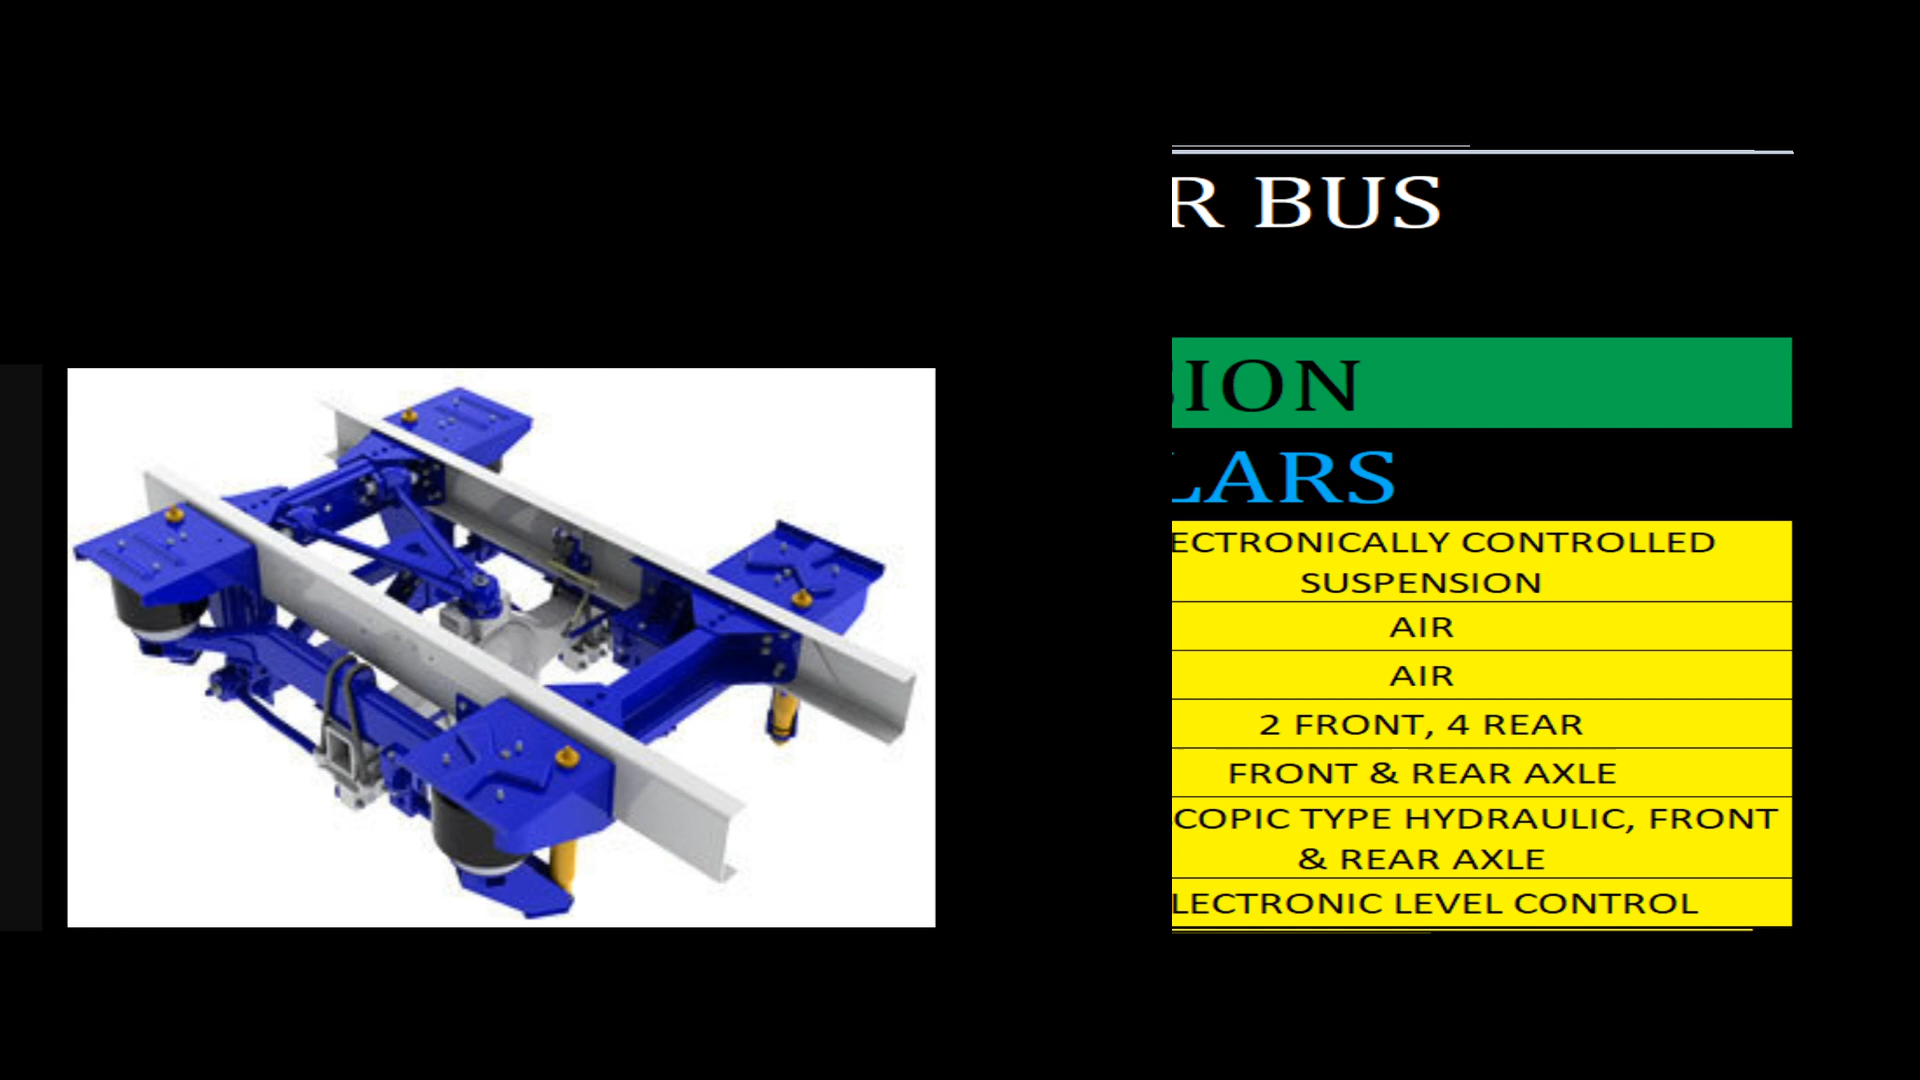 R BUS
SION
LARS
ECTRONICALLY CONTROLLED
SUSPENSION
AIR
AIR
2 FRONT, 4 REAR
FRONT & REAR AXLE
COPIC TYPE HYDRAULIC, FRONT
& REAR AXLE
LECTRONIC LEVEL CONTROL